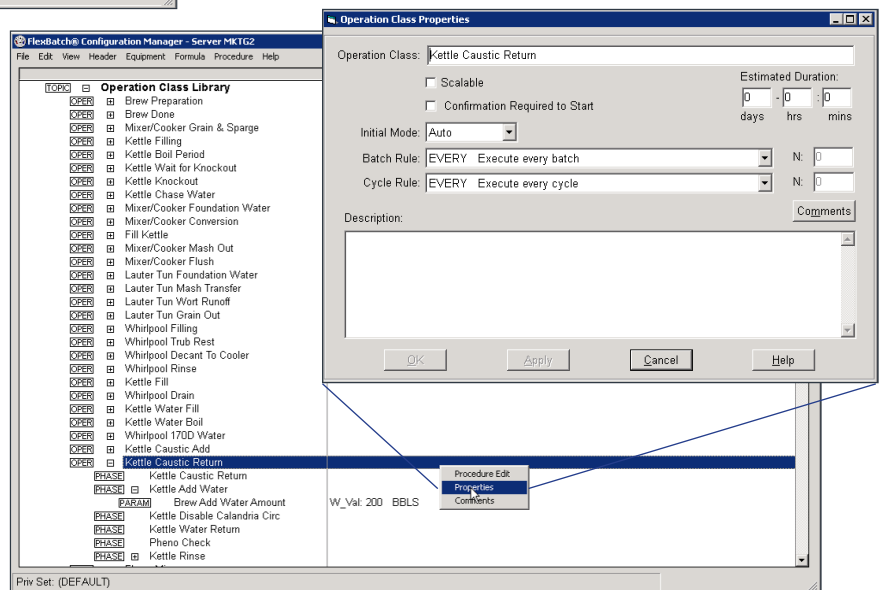 Operation Class Properties
Operation Class: Kettle Caustic Return
Scalable
Confirmation Required to Start
Estimated Duration:
0 - 0 : 0
days hrs mins
Initial Mode: Auto
Batch Rule: EVERY Execute every batch N: 0
Cycle Rule: EVERY Execute every cycle N: 0
Comments
Description:
OK Apply Cancel Help
FlexBatch® Configuration Manager - Server MKTG2
File Edit View Header Equipment Formula Procedure Help
TOPIC Operation Class Library
OPER Brew Preparation
OPER Brew Done
OPER Mixer/Cooker Grain & Sparge
OPER Kettle Filling
OPER Kettle Boil Period
OPER Kettle Wait for Knockout
OPER Kettle Knockout
OPER Kettle Chase Water
OPER Mixer/Cooker Foundation Water
OPER Mixer/Cooker Conversion
OPER Fill Kettle
OPER Mixer/Cooker Mash Out
OPER Mixer/Cooker Flush
OPER Lauter Tun Foundation Water
OPER Lauter Tun Mash Transfer
OPER Lauter Tun Wort Runoff
OPER Lauter Tun Grain Out
OPER Whirlpool Filling
OPER Whirlpool Trub Rest
OPER Whirlpool Decant To Cooler
OPER Whirlpool Rinse
OPER Kettle Fill
OPER Whirlpool Drain
OPER Kettle Water Fill
OPER Kettle Water Boil
OPER Whirlpool 170D Water
OPER Kettle Caustic Add
OPER Kettle Caustic Return
PHASE Kettle Caustic Return
PHASE Kettle Add Water
PARAM Brew Add Water Amount W_Val: 200 BBLS
PHASE Kettle Disable Calandria Circ
PHASE Kettle Water Return
PHASE Pheno Check
PHASE Kettle Rinse
Procedure Edit
Properties
Comments
Priv Set: (DEFAULT)